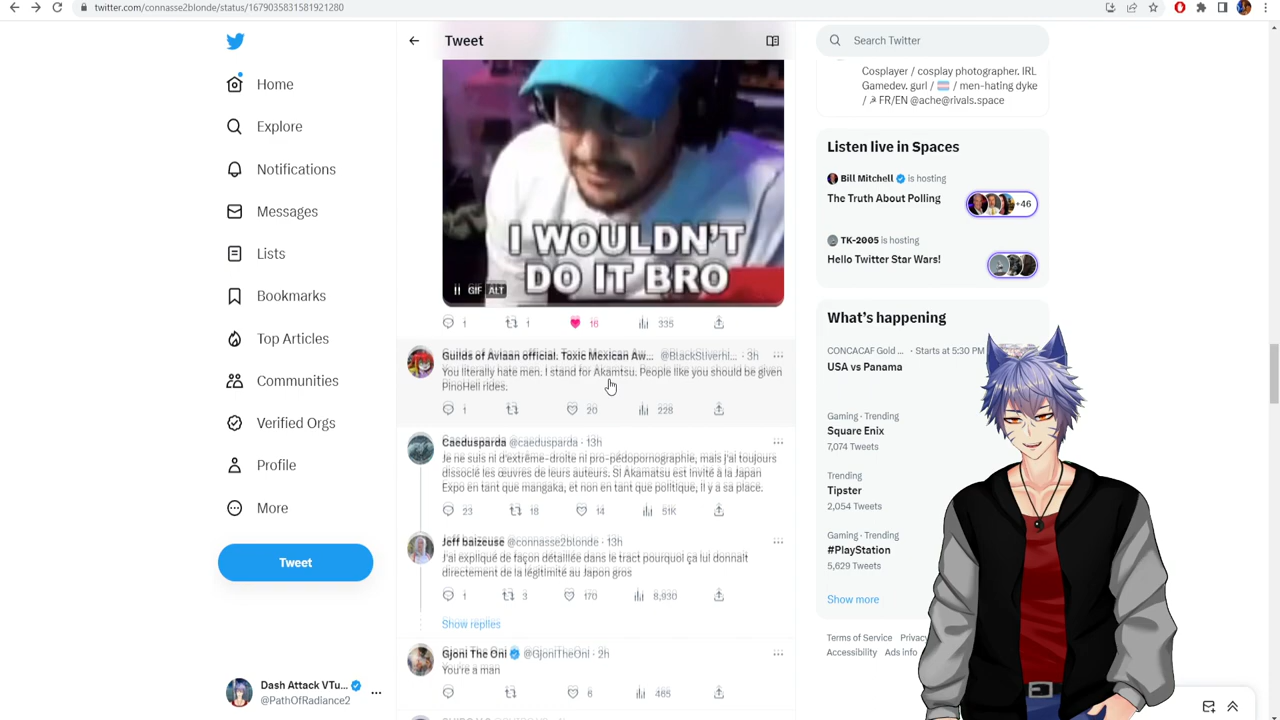 twitter.com/connasse2blonde/status/1679035831581921280
Home
Explore
Notifications
Messages
Lists
Bookmarks
Top Articles
Communities
Verified Orgs
Profile
More
Tweet
Dash Attack VTu...
@PathOfRadiance2
Tweet
I WOULDN'T
DO IT BRO
GIF ALT
1 1 16 335
Guilds of Avlaan official. Toxic Mexican Aw... @BlackSilverhi... · 3h
You literally hate men. I stand for Akamtsu. People like you should be given
PinoHell rides.
1 20 228
Caedusparda @caedusparda · 13h
Je ne suis ni d'extrême-droite ni pro-pédopornographie, mais j'ai toujours
dissocié les œuvres de leurs auteurs. SI Akamatsu est invité à la Japan
Expo en tant que mangaka, et non en tant que politique, il y a sa place.
23 18 14 51K
Jeff baizeuse @connasse2blonde · 13h
J'ai expliqué de façon détaillée dans le tract pourquoi ça lui donnait
directement de la légitimité au Japon gros
1 3 170 8,930
Show replies
Gjoni The Oni @GjoniTheOni · 2h
You're a man
6 465
Search Twitter
Cosplayer / cosplay photographer. IRL
Gamedev. gurl / / men-hating dyke
/ FR/EN @ache@rivals.space
Listen live in Spaces
Bill Mitchell is hosting
The Truth About Polling
+46
TK-2005 is hosting
Hello Twitter Star Wars!
What's happening
CONCACAF Gold ... · Starts at 5:30 PM
USA vs Panama
Gaming · Trending
Square Enix
7,074 Tweets
Trending
Tipster
2,054 Tweets
Gaming · Trending
#PlayStation
5,629 Tweets
Show more
Terms of Service Privac
Accessibility Ads info